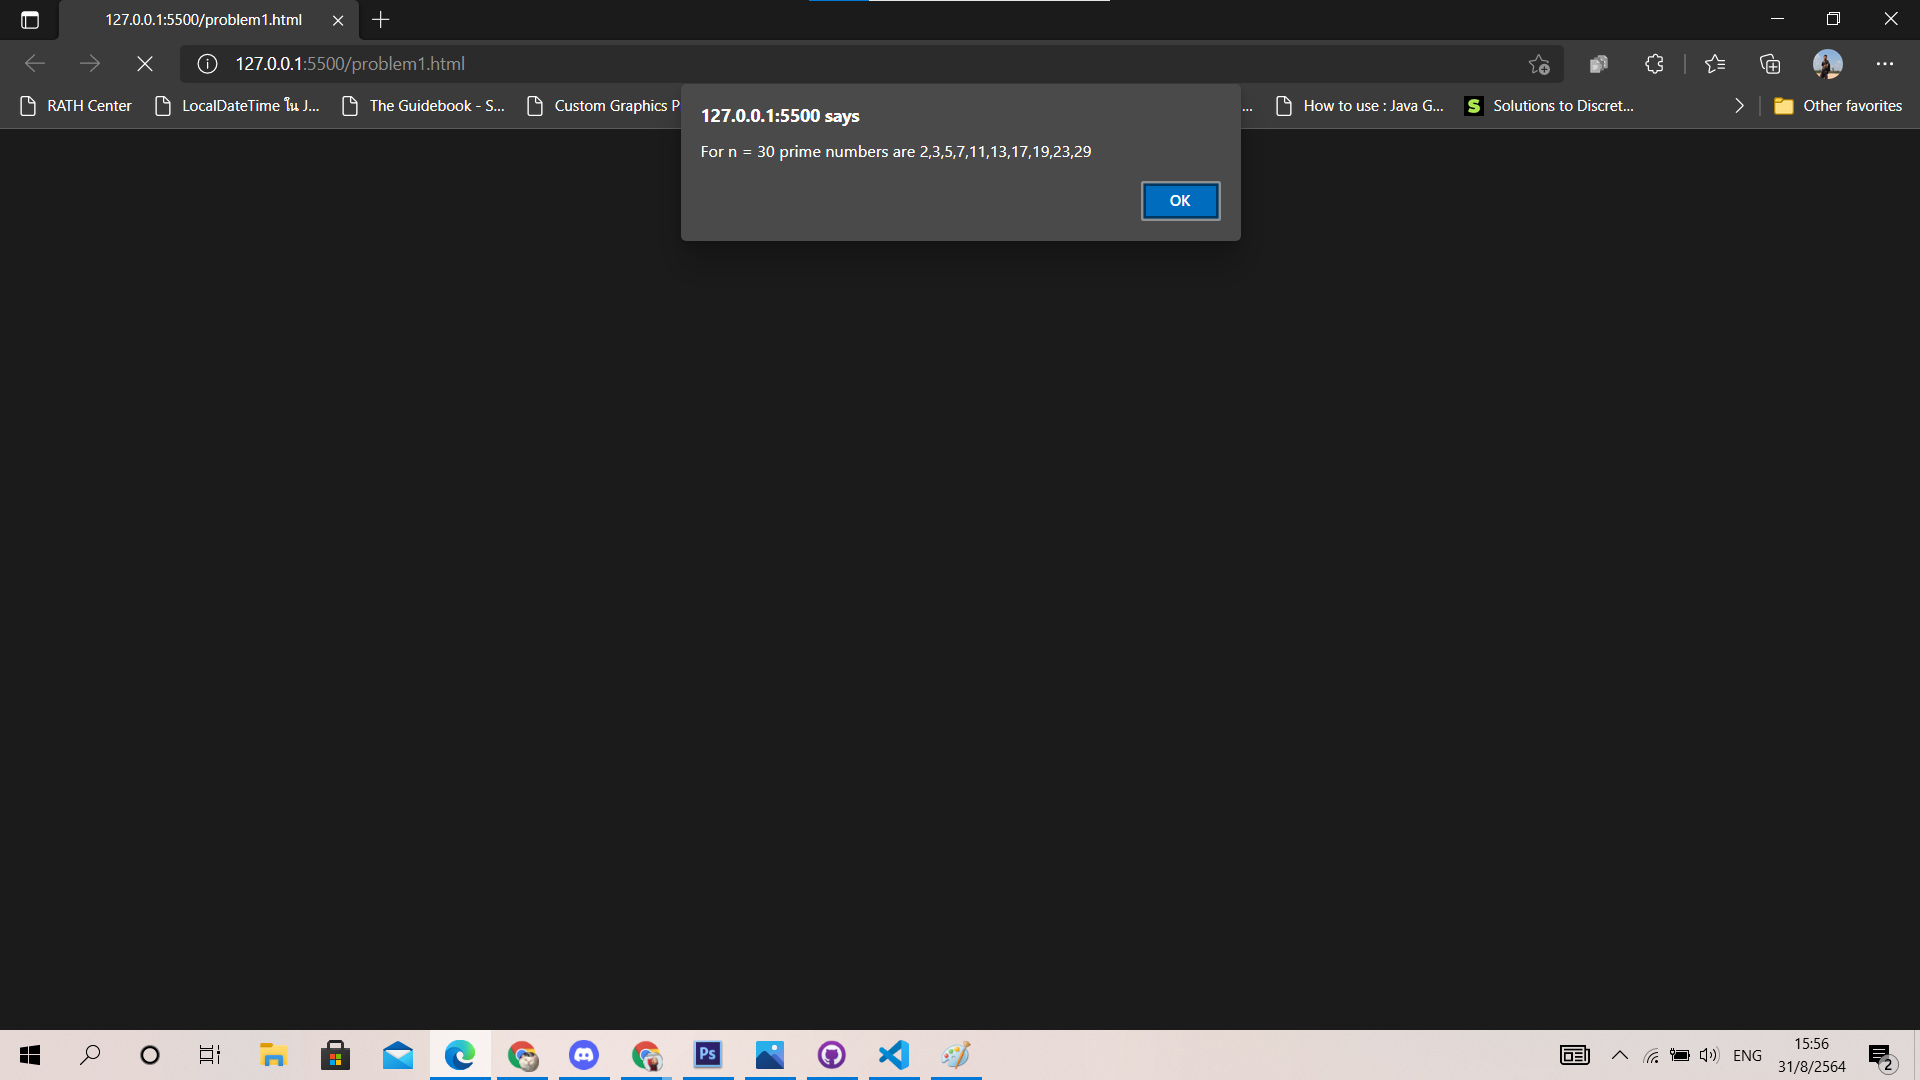 127.0.0.1:5500/problem1.html
127.0.0.1:5500/problem1.html
RATH Center
LocalDateTime ใน J...
The Guidebook - S...
Custom Graphics P
...
How to use : Java G...
S
Solutions to Discret...
Other favorites
127.0.0.1:5500 says
For n = 30 prime numbers are 2,3,5,7,11,13,17,19,23,29
OK
Ps
ENG
15:56
31/8/2564
2